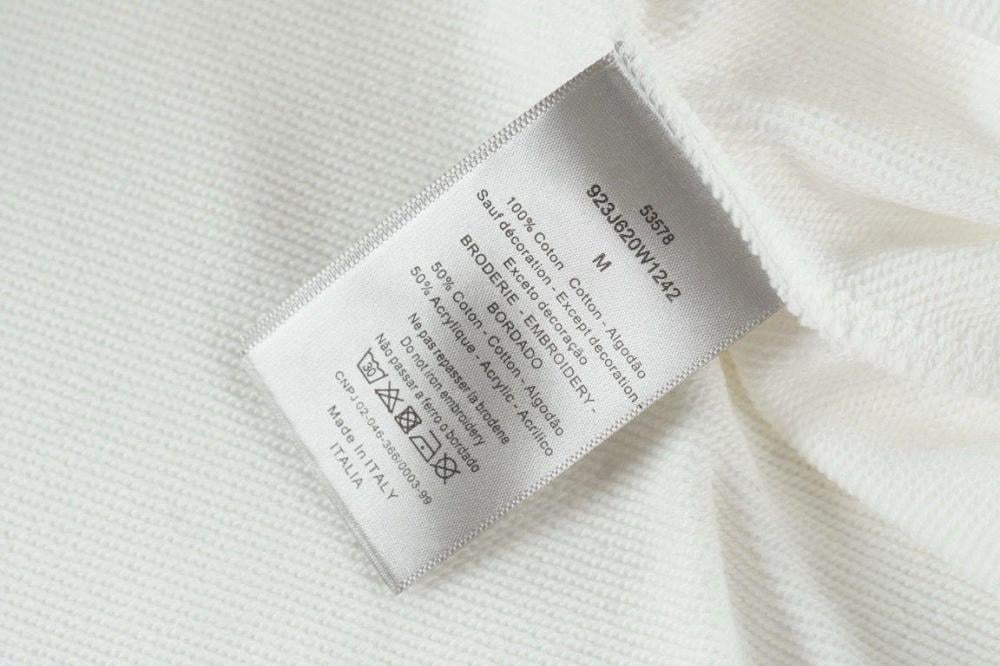 53578
923J620W1242
M
100% Coton Cotton - Algodão
Sauf décoration - Except decoration -
Exceto decoração
BRODERIE - EMBROIDERY -
BORDADO
50% Coton - Cotton - Algodão
50% Acrylique - Acrylic - Acrílico
Ne pas repasser la brodene
Do not iron embroidery
Não passar a ferro o bordado
30
CNPJ 02-046-366/0003-99
Made In ITALY
ITALIA